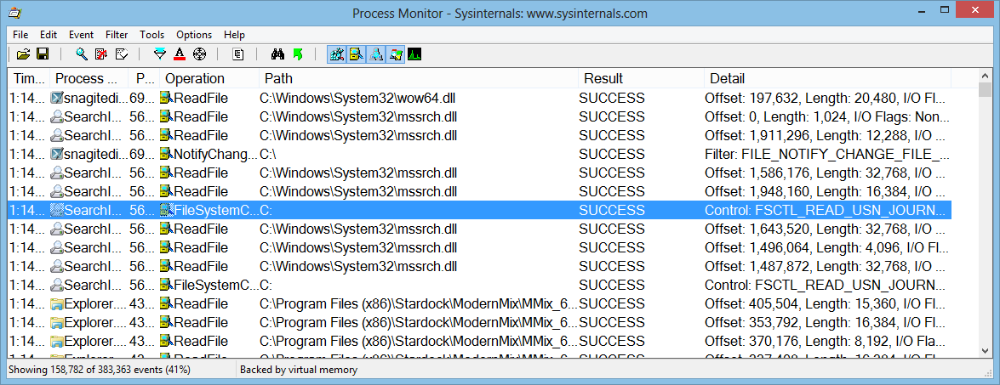 Process Monitor - Sysinternals: www.sysinternals.com
File Edit Event Filter Tools Options Help
Tim... Process ... P... Operation Path Result Detail
1:14... snagitedi... 69... ReadFile C:\Windows\System32\wow64.dll SUCCESS Offset: 197,632, Length: 20,480, I/O Fl...
1:14... SearchI... 56... ReadFile C:\Windows\System32\mssrch.dll SUCCESS Offset: 0, Length: 1,024, I/O Flags: Non...
1:14... SearchI... 56... ReadFile C:\Windows\System32\mssrch.dll SUCCESS Offset: 1,911,296, Length: 12,288, I/O ...
1:14... snagitedi... 69... NotifyChang... C:\ SUCCESS Filter: FILE_NOTIFY_CHANGE_FILE_...
1:14... SearchI... 56... ReadFile C:\Windows\System32\mssrch.dll SUCCESS Offset: 1,586,176, Length: 32,768, I/O ...
1:14... SearchI... 56... ReadFile C:\Windows\System32\mssrch.dll SUCCESS Offset: 1,948,160, Length: 16,384, I/O ...
1:14... SearchI... 56... FileSystemC... C: SUCCESS Control: FSCTL_READ_USN_JOURN...
1:14... SearchI... 56... ReadFile C:\Windows\System32\mssrch.dll SUCCESS Offset: 1,643,520, Length: 32,768, I/O ...
1:14... SearchI... 56... ReadFile C:\Windows\System32\mssrch.dll SUCCESS Offset: 1,496,064, Length: 4,096, I/O Fl...
1:14... SearchI... 56... ReadFile C:\Windows\System32\mssrch.dll SUCCESS Offset: 1,487,872, Length: 32,768, I/O ...
1:14... SearchI... 56... FileSystemC... C: SUCCESS Control: FSCTL_READ_USN_JOURN...
1:14... Explorer.... 43... ReadFile C:\Program Files (x86)\Stardock\ModernMix\MMix_6... SUCCESS Offset: 405,504, Length: 15,360, I/O Fl...
1:14... Explorer.... 43... ReadFile C:\Program Files (x86)\Stardock\ModernMix\MMix_6... SUCCESS Offset: 353,792, Length: 16,384, I/O Fl...
1:14... Explorer.... 43... ReadFile C:\Program Files (x86)\Stardock\ModernMix\MMix_6... SUCCESS Offset: 370,176, Length: 8,192, I/O Fla...
Showing 158,782 of 383,363 events (41%) Backed by virtual memory